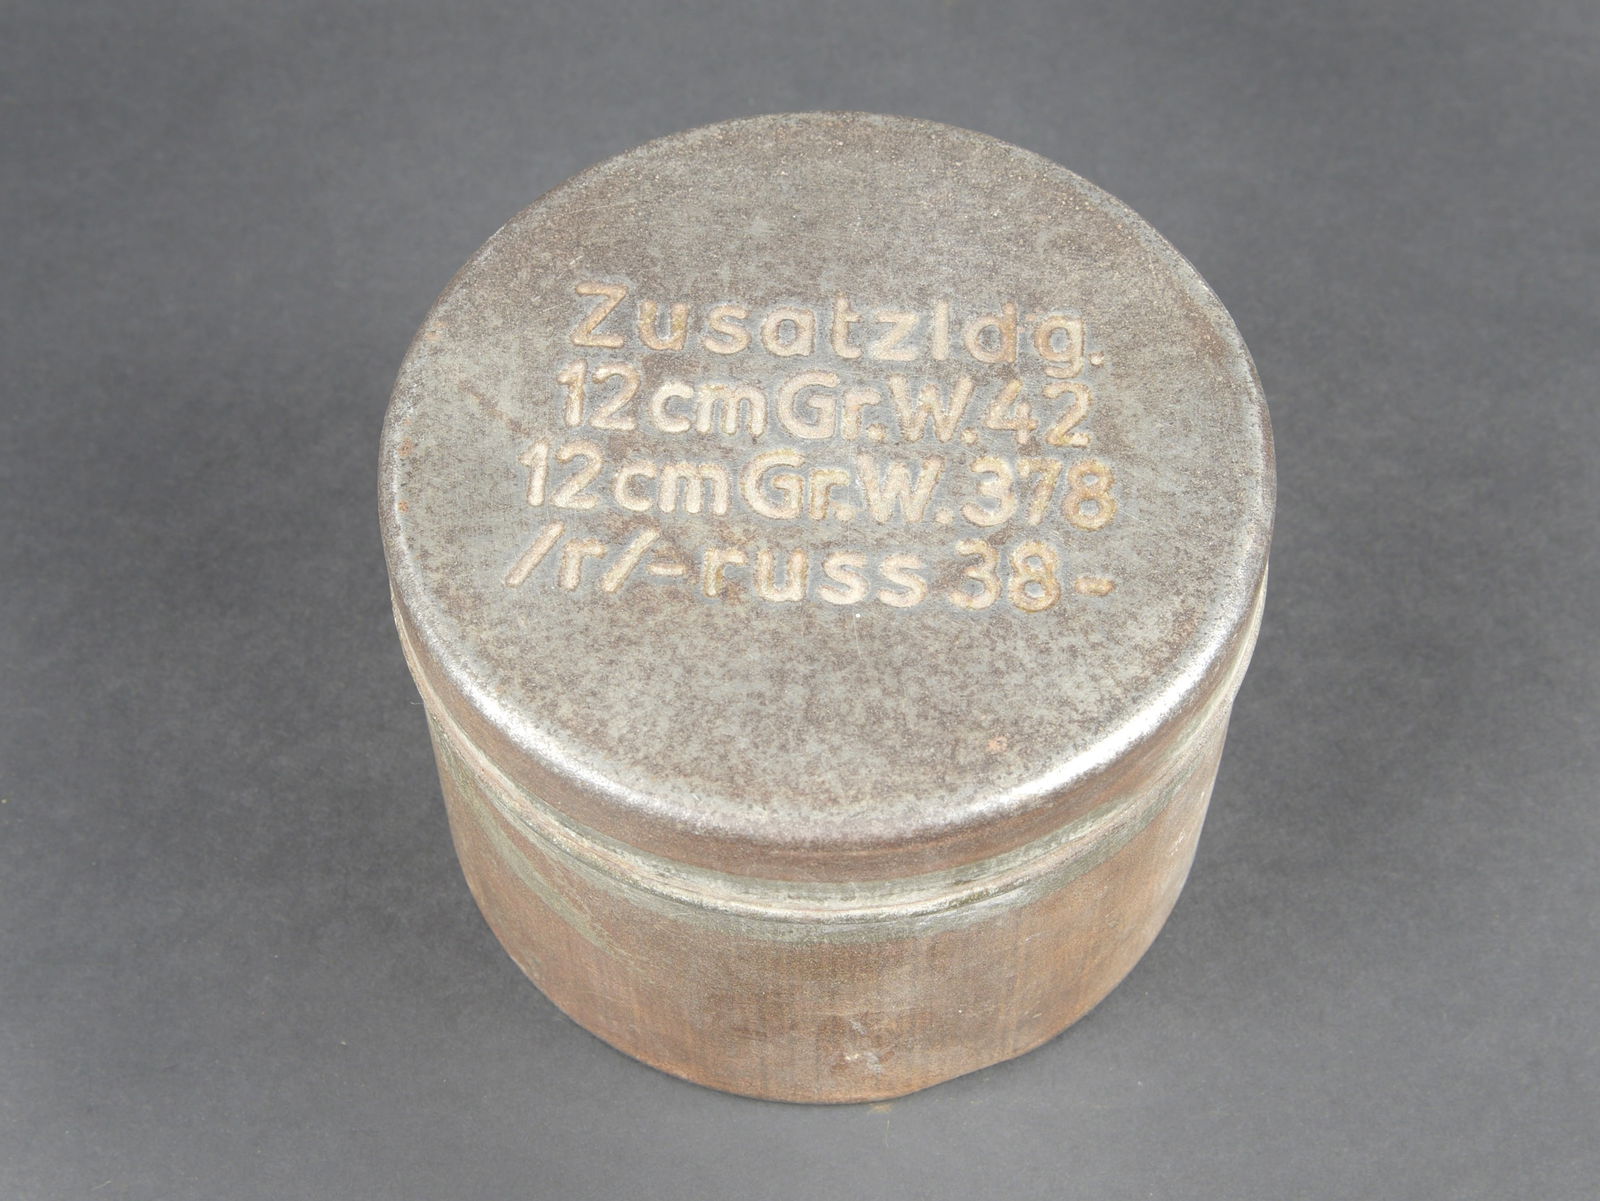 Zusatzldg.
12cm Gr.W.42
12cm Gr.W.378
/r/-russ 38-